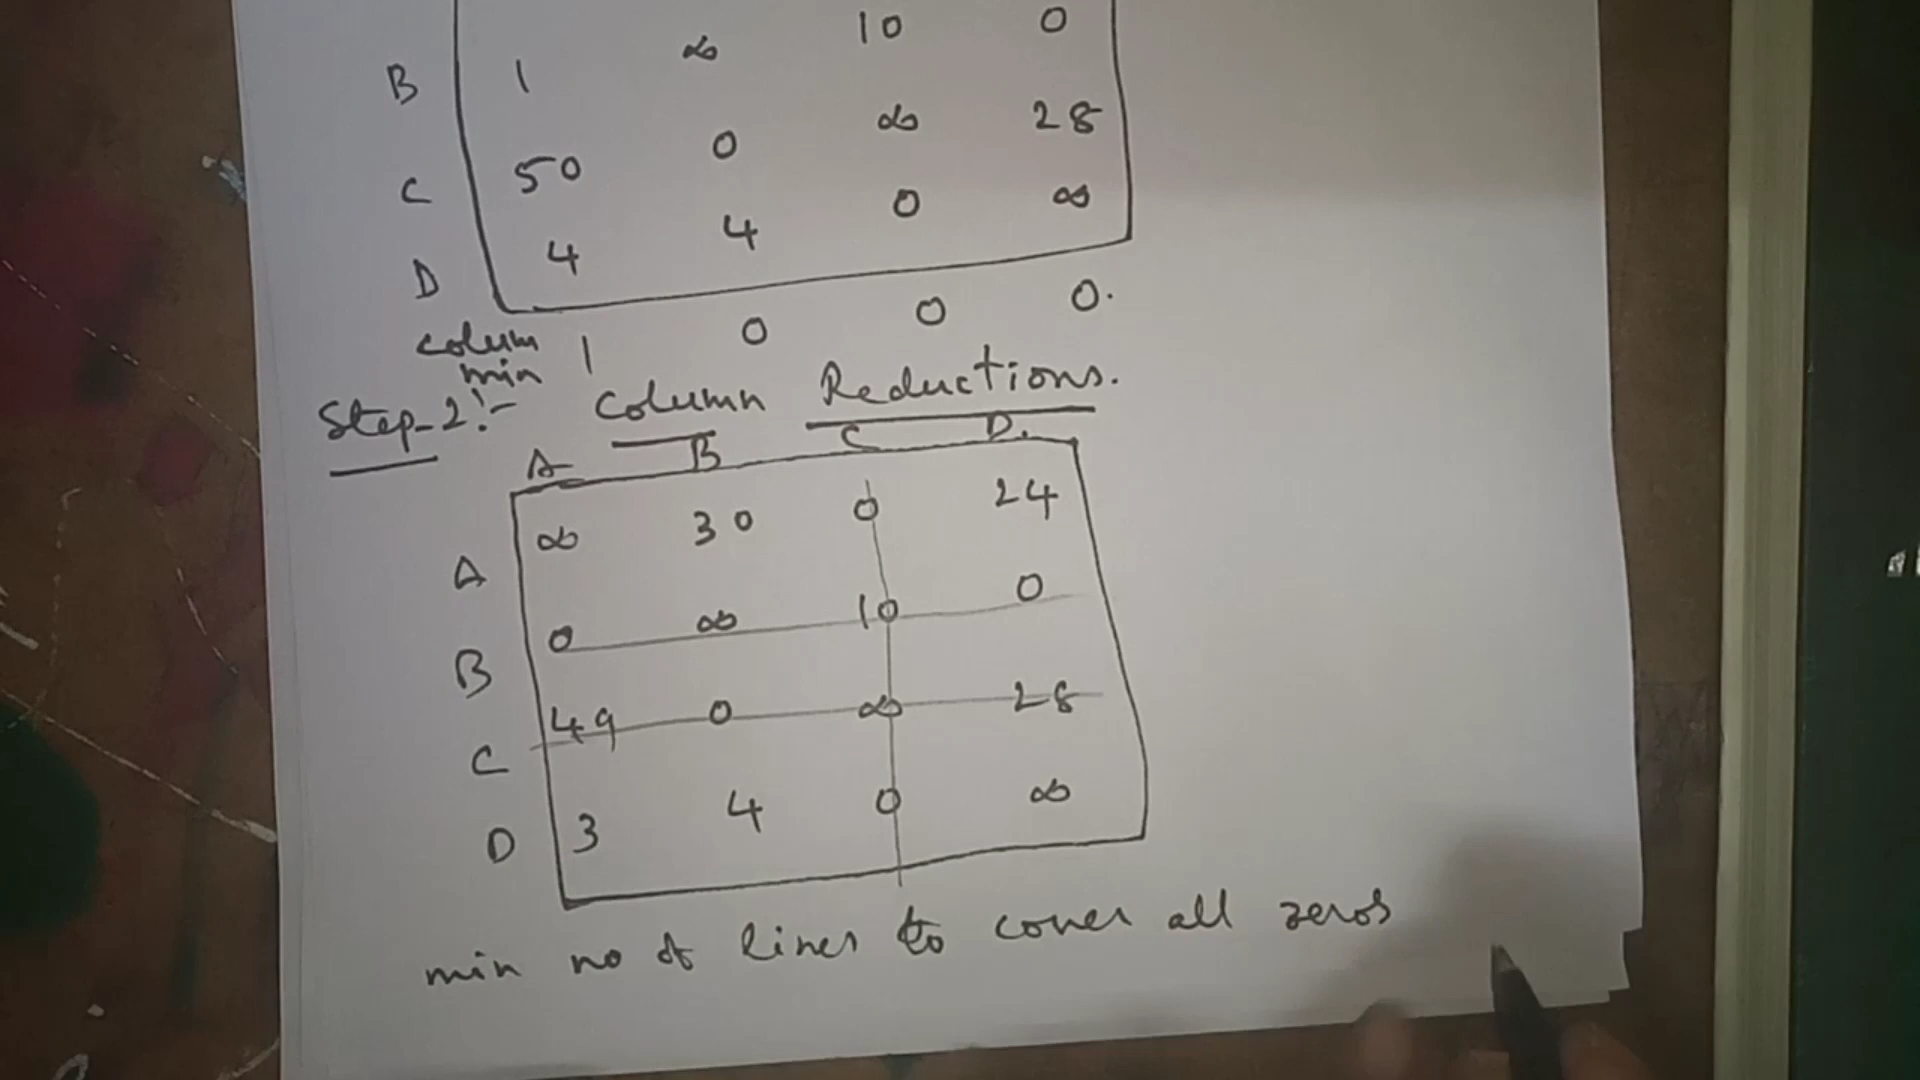 B 1 ∞ 10 0
C 50 0 ∞ 28
D 4 4 0 ∞
colum min 1 0 0 0.
Step-2:- Column Reductions.
A B C D.
A ∞ 30 0 24
B 0 ∞ 10 0
C 49 0 ∞ 28
D 3 4 0 ∞
min no of lines to cover all zeros